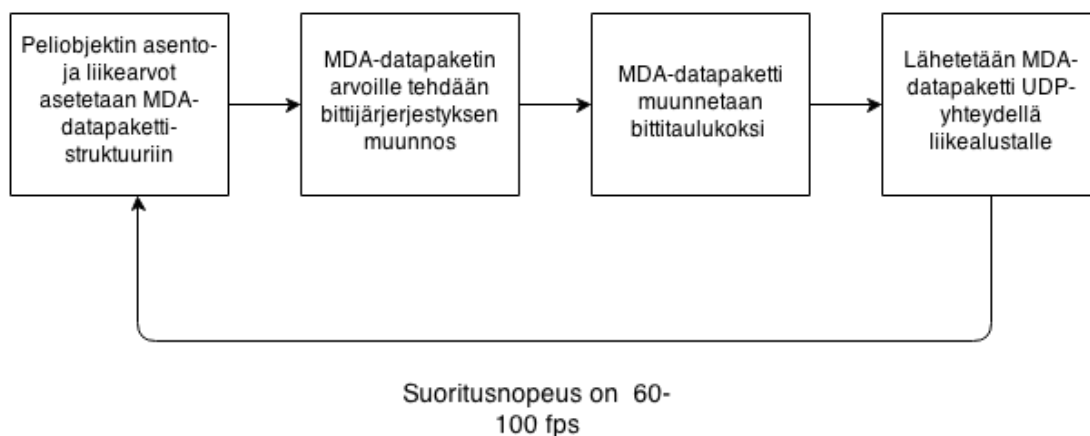 Peliobjektin asento-
ja liikearvot
asetetaan MDA-
datapaketti-
struktuuriin
MDA-datapaketin
arvoille tehdään
bittijärjerjestyksen
muunnos
MDA-datapaketti
muunnetaan
bittitaulukoksi
Lähetetään MDA-
datapaketti UDP-
yhteydellä
liikealustalle
Suoritusnopeus on 60-
100 fps